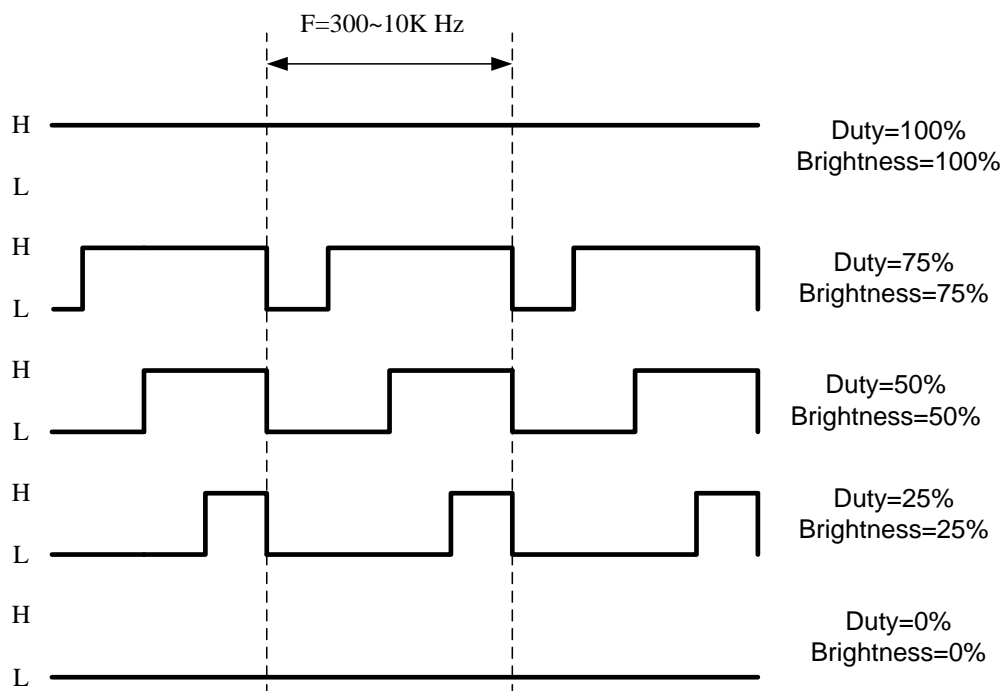 F=300~10K Hz
H
L
Duty=100%
Brightness=100%
H
L
Duty=75%
Brightness=75%
H
L
Duty=50%
Brightness=50%
H
L
Duty=25%
Brightness=25%
H
L
Duty=0%
Brightness=0%